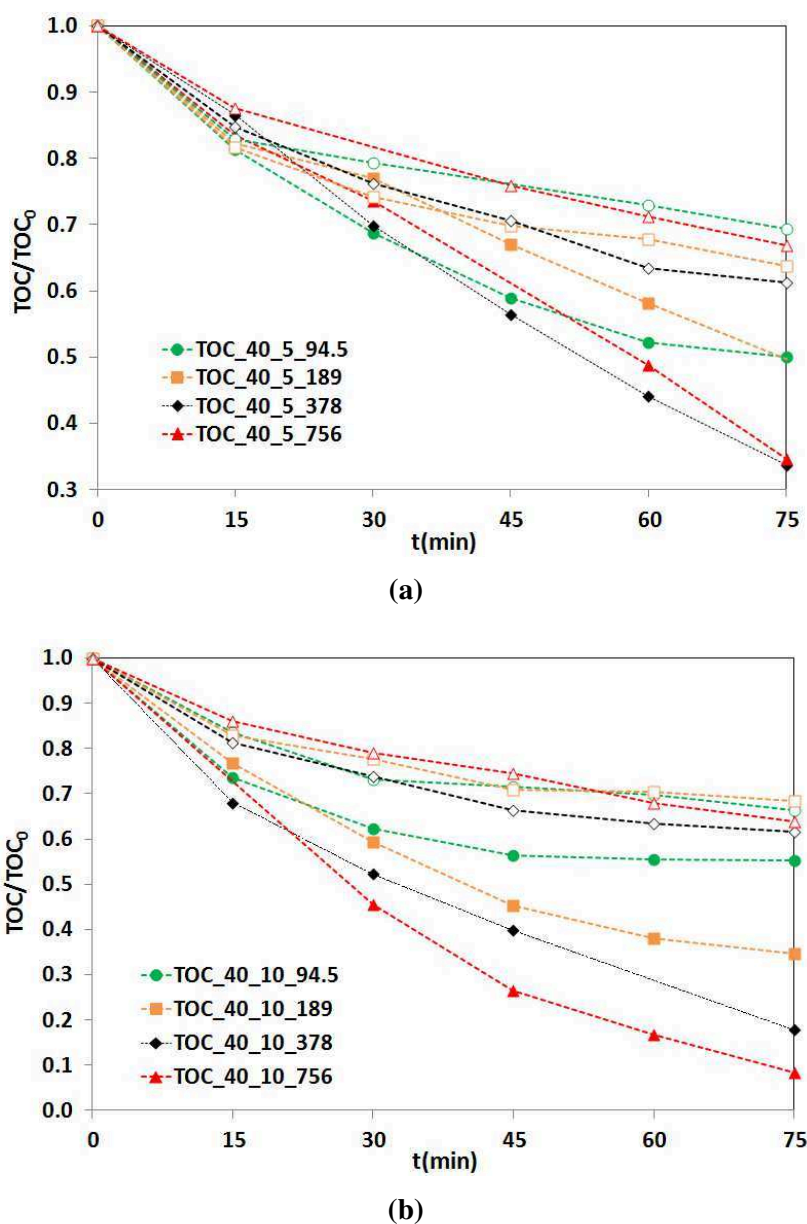 1.0
0.9
0.8
0.7
0.6
0.5
0.4
0.3
TOC/TOC₀
TOC_40_5_94.5
TOC_40_5_189
TOC_40_5_378
TOC_40_5_756
0 15 30 45 60 75
t(min)
(a)
1.0
0.9
0.8
0.7
0.6
0.5
0.4
0.3
0.2
0.1
0.0
TOC/TOC₀
TOC_40_10_94.5
TOC_40_10_189
TOC_40_10_378
TOC_40_10_756
0 15 30 45 60 75
t(min)
(b)